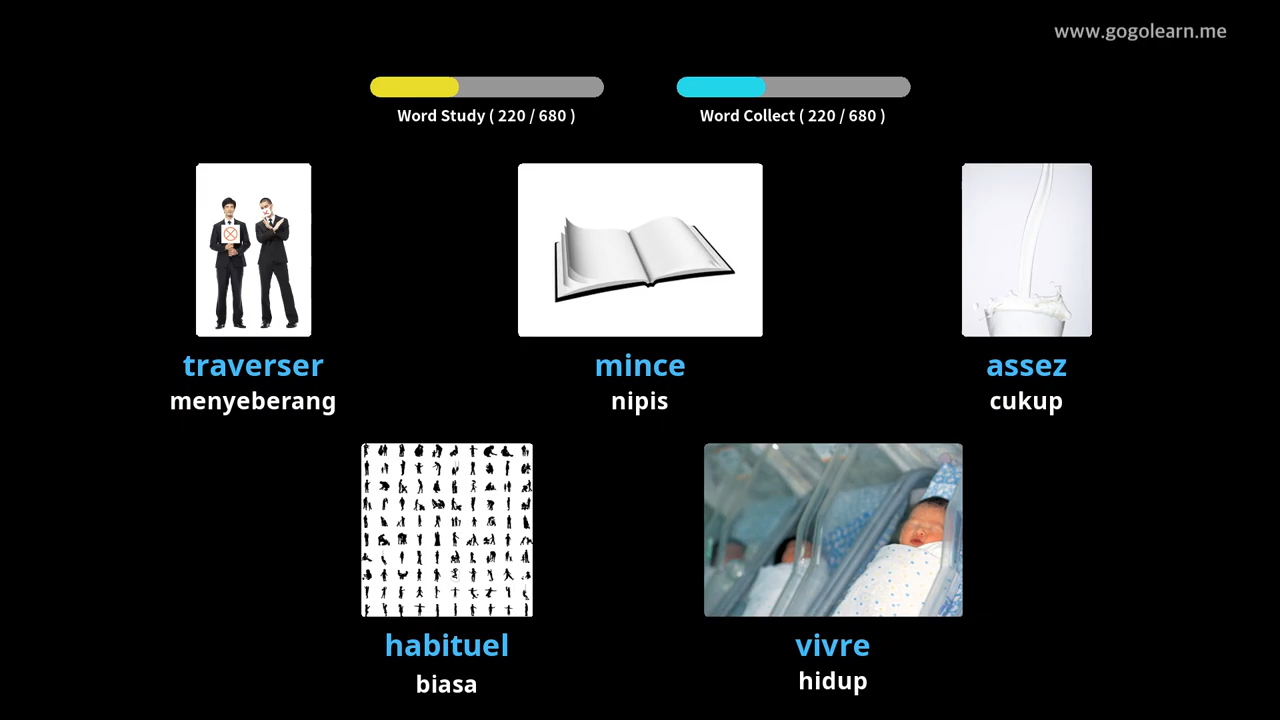 www.gogolearn.me
Word Study ( 220 / 680 )
Word Collect ( 220 / 680 )
traverser
menyeberang
mince
nipis
assez
cukup
habituel
biasa
vivre
hidup